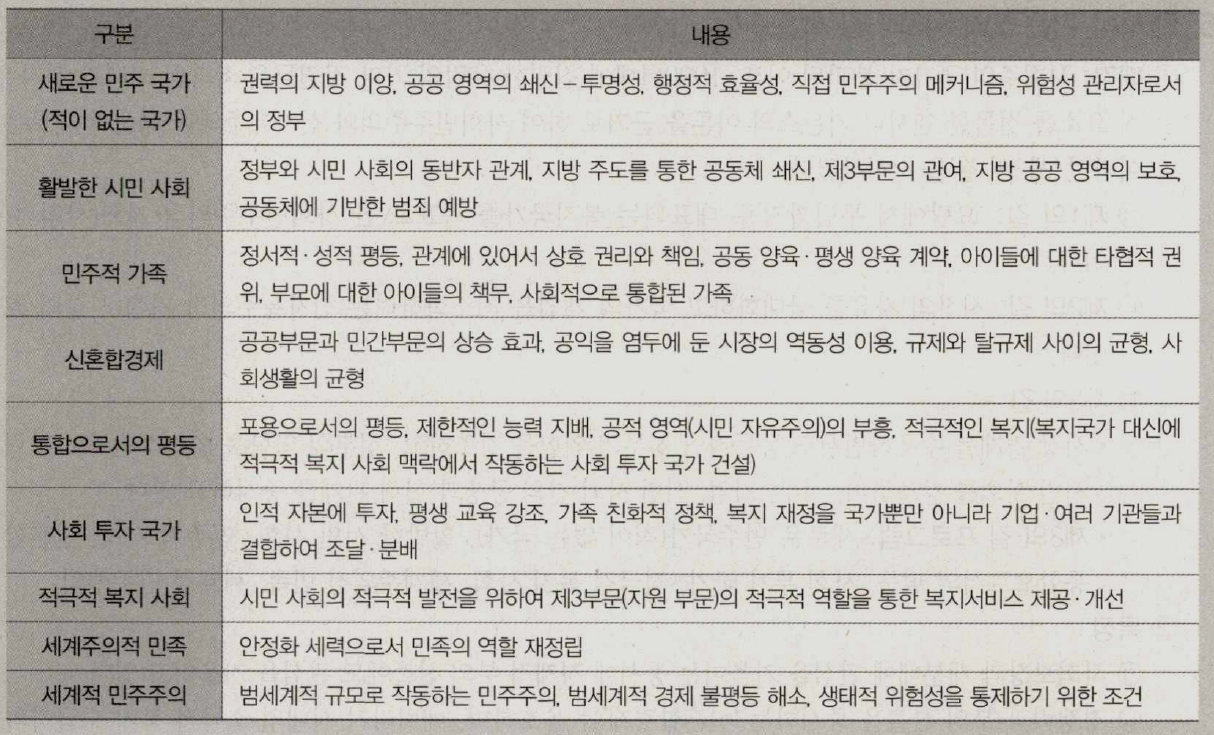 구분 내용
새로운 민주 국가 권력의 지방 이양, 공공 영역의 쇄신–투명성, 행정적 효율성, 직접 민주주의 메커니즘, 위험성 관리자로서
(적이 없는 국가) 의 정부
활발한 시민 사회 정부와 시민 사회의 동반자 관계, 지방 주도를 통한 공동체 쇄신, 제3부문의 관여, 지방 공공 영역의 보호,
공동체에 기반한 범죄 예방
민주적 가족 정서적·성적 평등, 관계에 있어서 상호 권리와 책임, 공동 양육·평생 양육 계약, 아이들에 대한 타협적 권
위, 부모에 대한 아이들의 책무, 사회적으로 통합된 가족
신혼합경제 공공부문과 민간부문의 상승 효과, 공익을 염두에 둔 시장의 역동성 이용, 규제와 탈규제 사이의 균형, 사
회생활의 균형
통합으로서의 평등 포용으로서의 평등, 제한적인 능력 지배, 공적 영역(시민 자유주의)의 부흥, 적극적인 복지(복지국가 대신에
적극적 복지 사회 맥락에서 작동하는 사회 투자 국가 건설)
사회 투자 국가 인적 자본에 투자, 평생 교육 강조, 가족 친화적 정책, 복지 재정을 국가뿐만 아니라 기업·여러 기관들과
결합하여 조달·분배
적극적 복지 사회 시민 사회의 적극적 발전을 위하여 제3부문(자원 부문)의 적극적 역할을 통한 복지서비스 제공·개선
세계주의적 민족 안정화 세력으로서 민족의 역할 재정립
세계적 민주주의 범세계적 규모로 작동하는 민주주의, 범세계적 경제 불평등 해소, 생태적 위험성을 통제하기 위한 조건